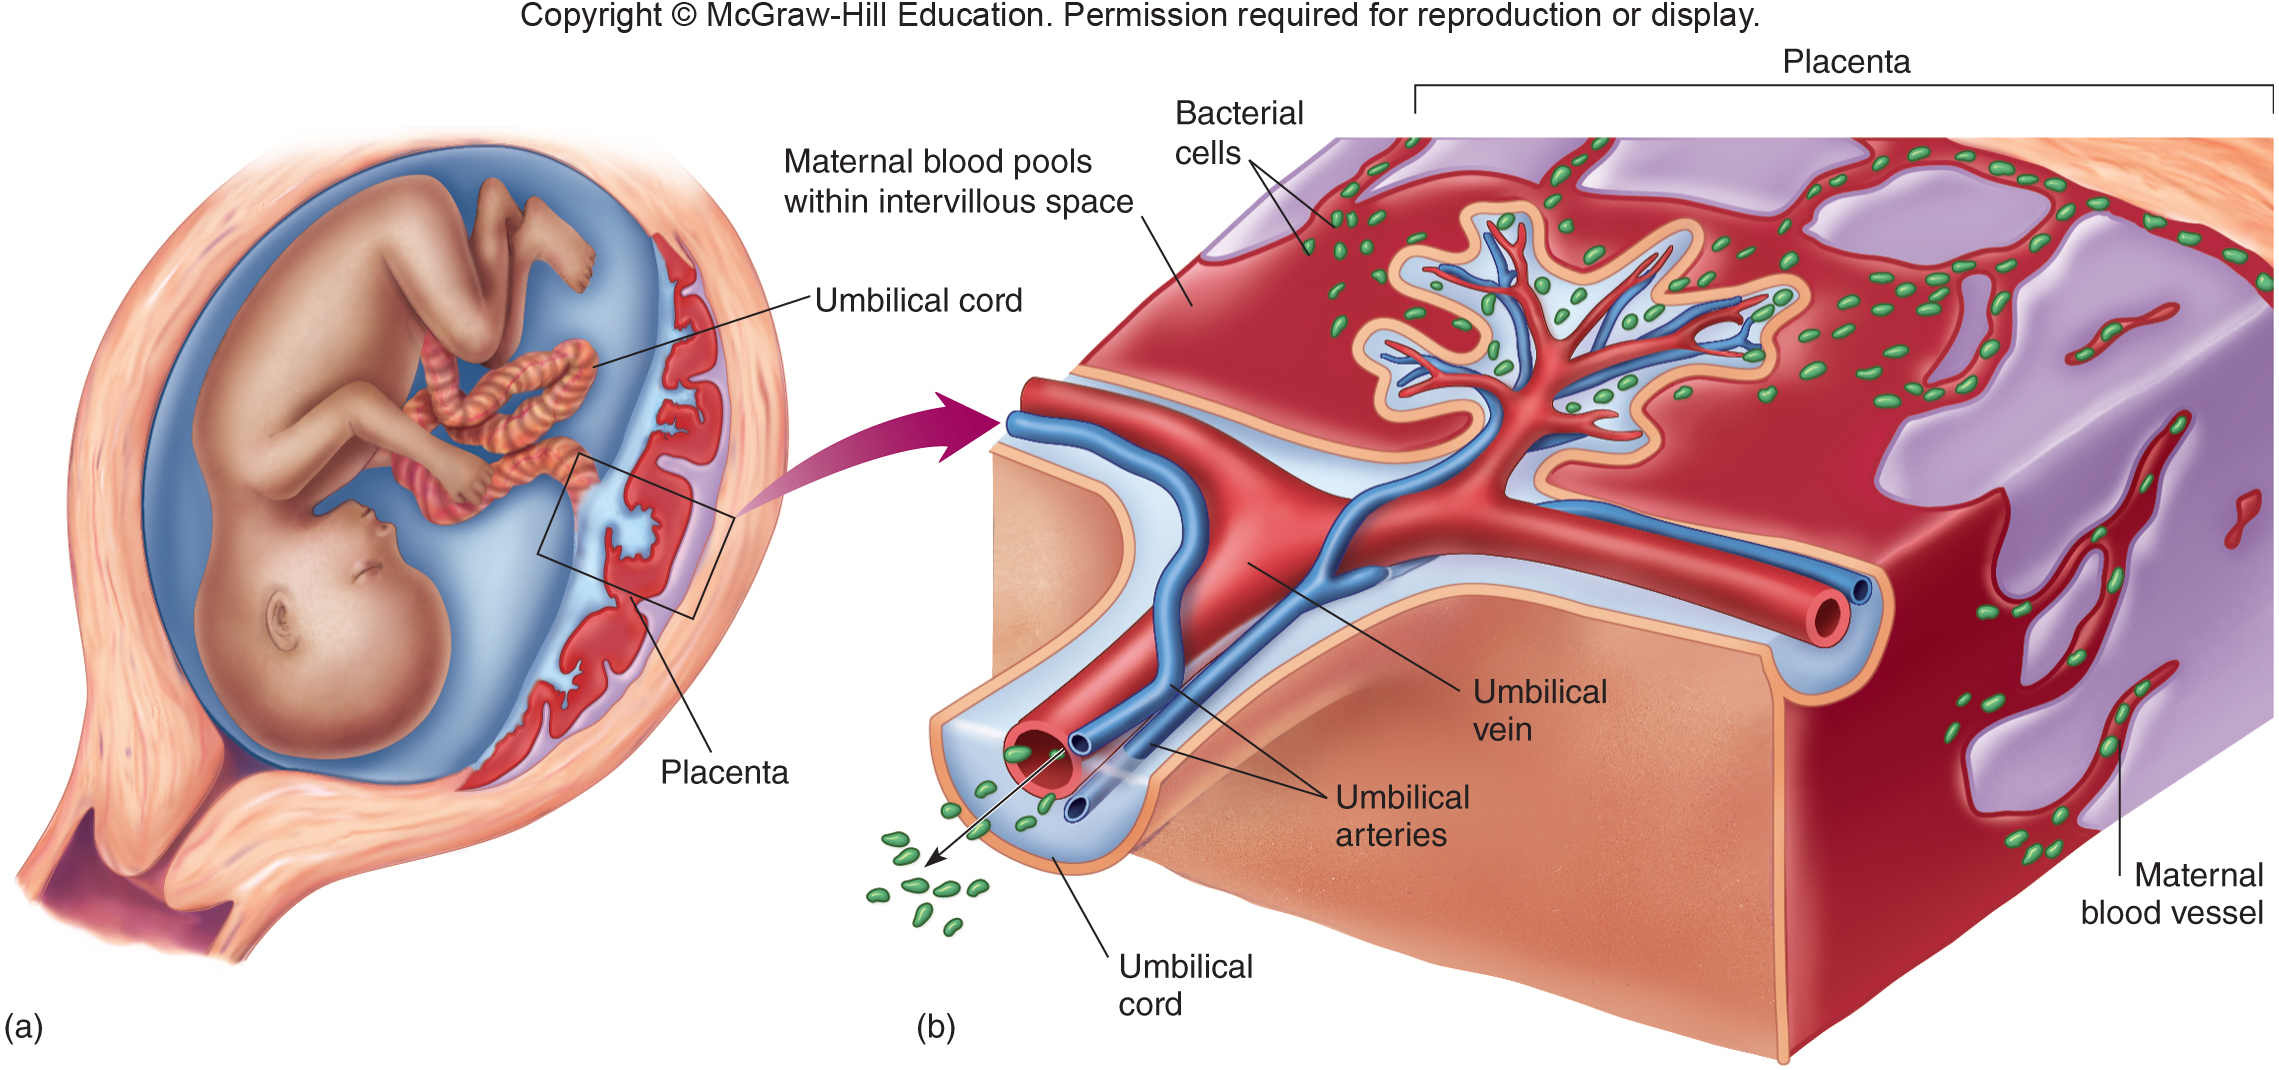 Copyright © McGraw-Hill Education. Permission required for reproduction or display.
Placenta
Bacterial
cells
Maternal blood pools
within intervillous space
Umbilical cord
Placenta
Umbilical
vein
Umbilical
arteries
Maternal
blood vessel
Umbilical
cord
(a)
(b)